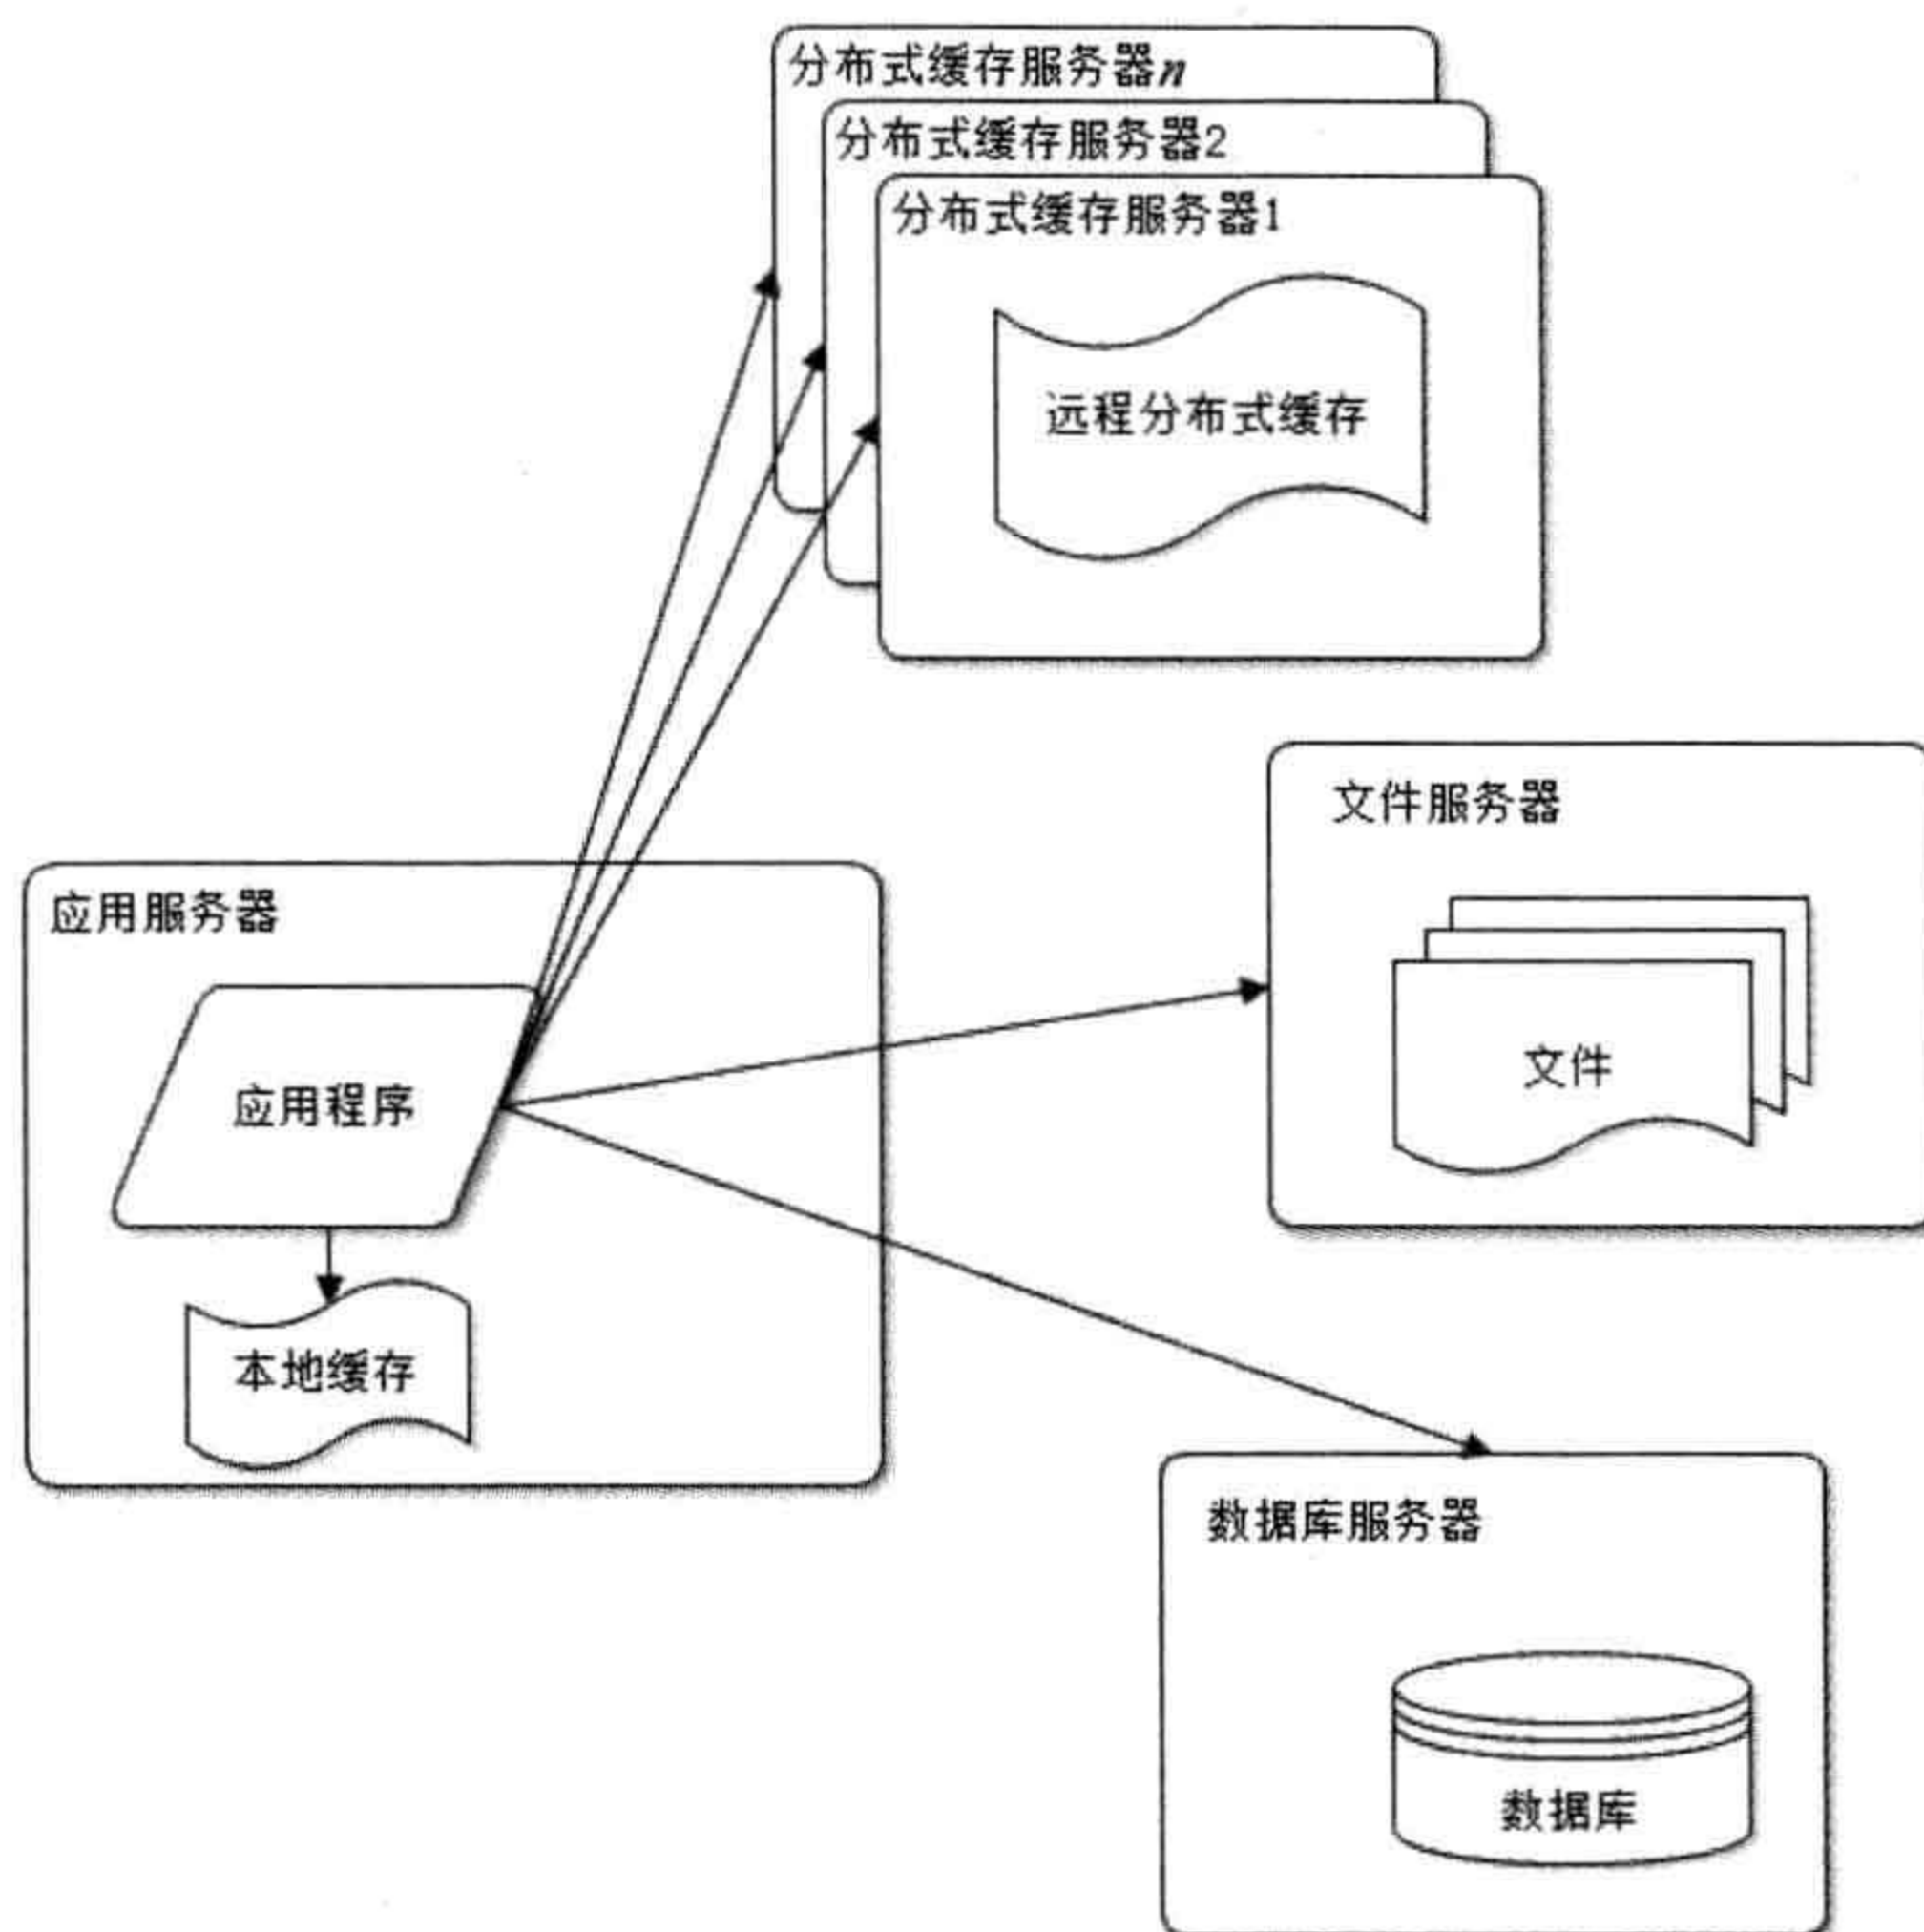 分布式缓存服务器n
分布式缓存服务器2
分布式缓存服务器1
远程分布式缓存
文件服务器
文件
应用服务器
应用程序
本地缓存
数据库服务器
数据库